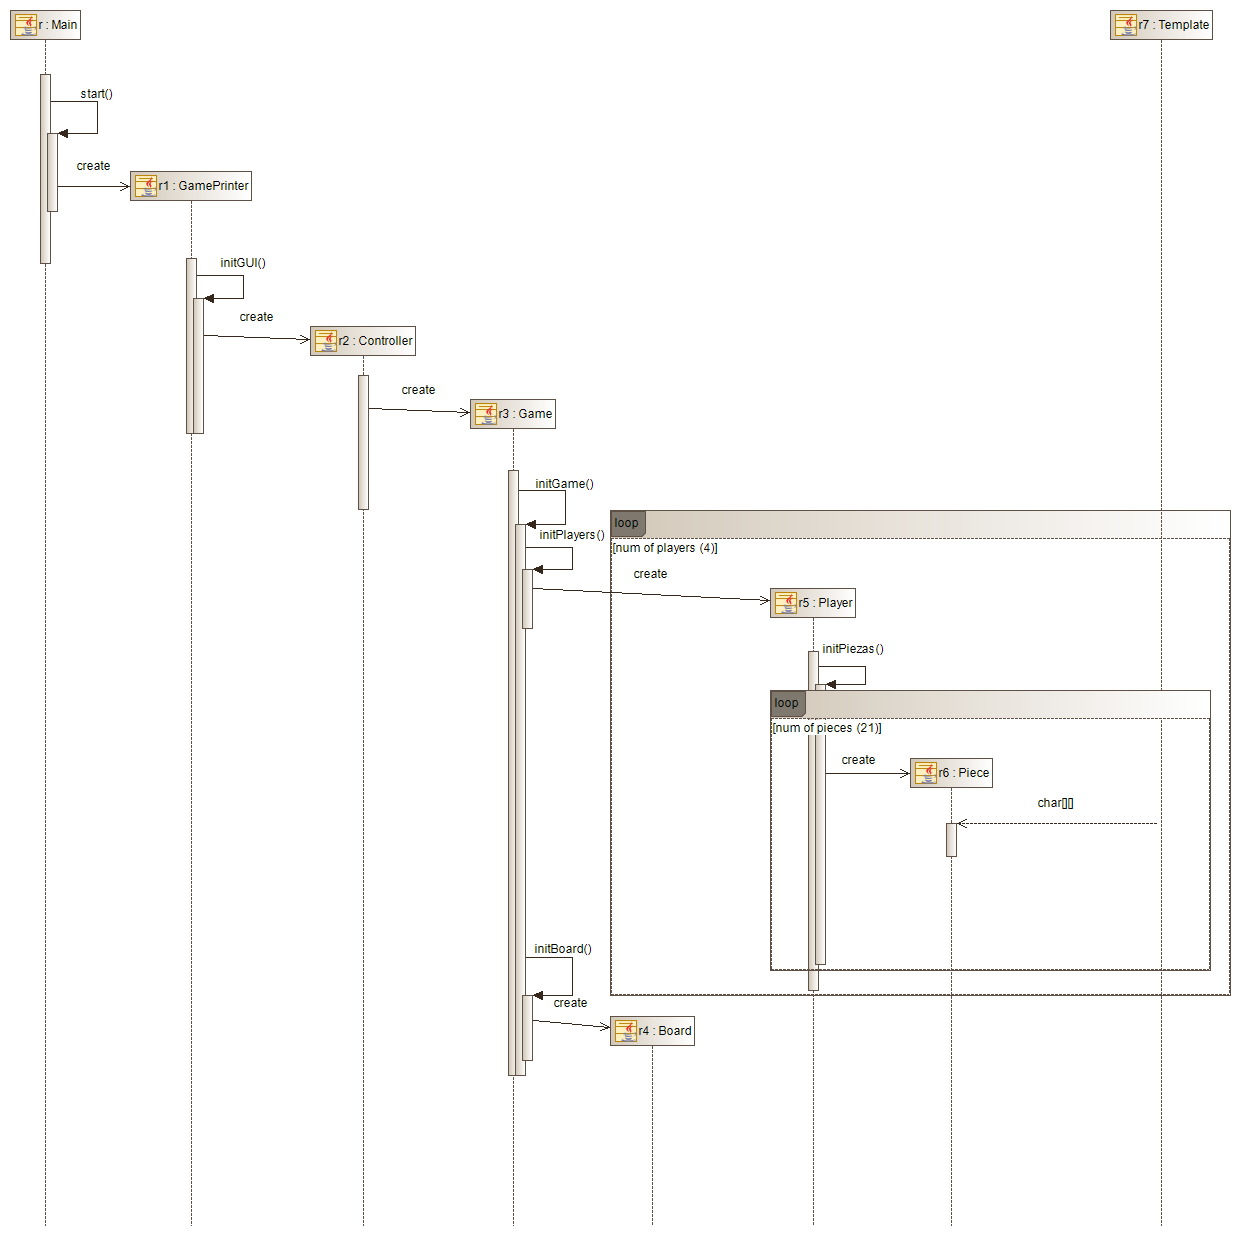 r : Main
r7 : Template
start()
create
r1 : GamePrinter
initGUI()
create
r2 : Controller
create
r3 : Game
initGame()
loop
initPlayers()
[num of players (4)]
create
r5 : Player
initPiezas()
loop
[num of pieces (21)]
create
r6 : Piece
char[][]
initBoard()
create
r4 : Board